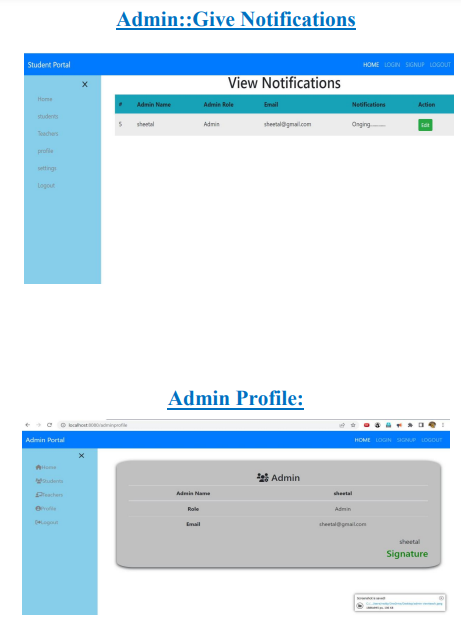 Admin::Give Notifications
Student Portal HOME LOGIN SIGNUP LOGOUT
×
View Notifications
# Admin Name Admin Role Email Notifications Action
5 sheetal Admin sheetal@gmail.com Onging........... Edit
Home
students
Teachers
profile
settings
Logout
Admin Profile:
localhost:3000/adminprofile
Admin Portal HOME LOGIN SIGNUP LOGOUT
×
Home
Students
Teachers
Profile
Logout
Admin
Admin Name sheetal
Role Admin
Email sheetal@gmail.com
sheetal
Signature
Screenshot is saved